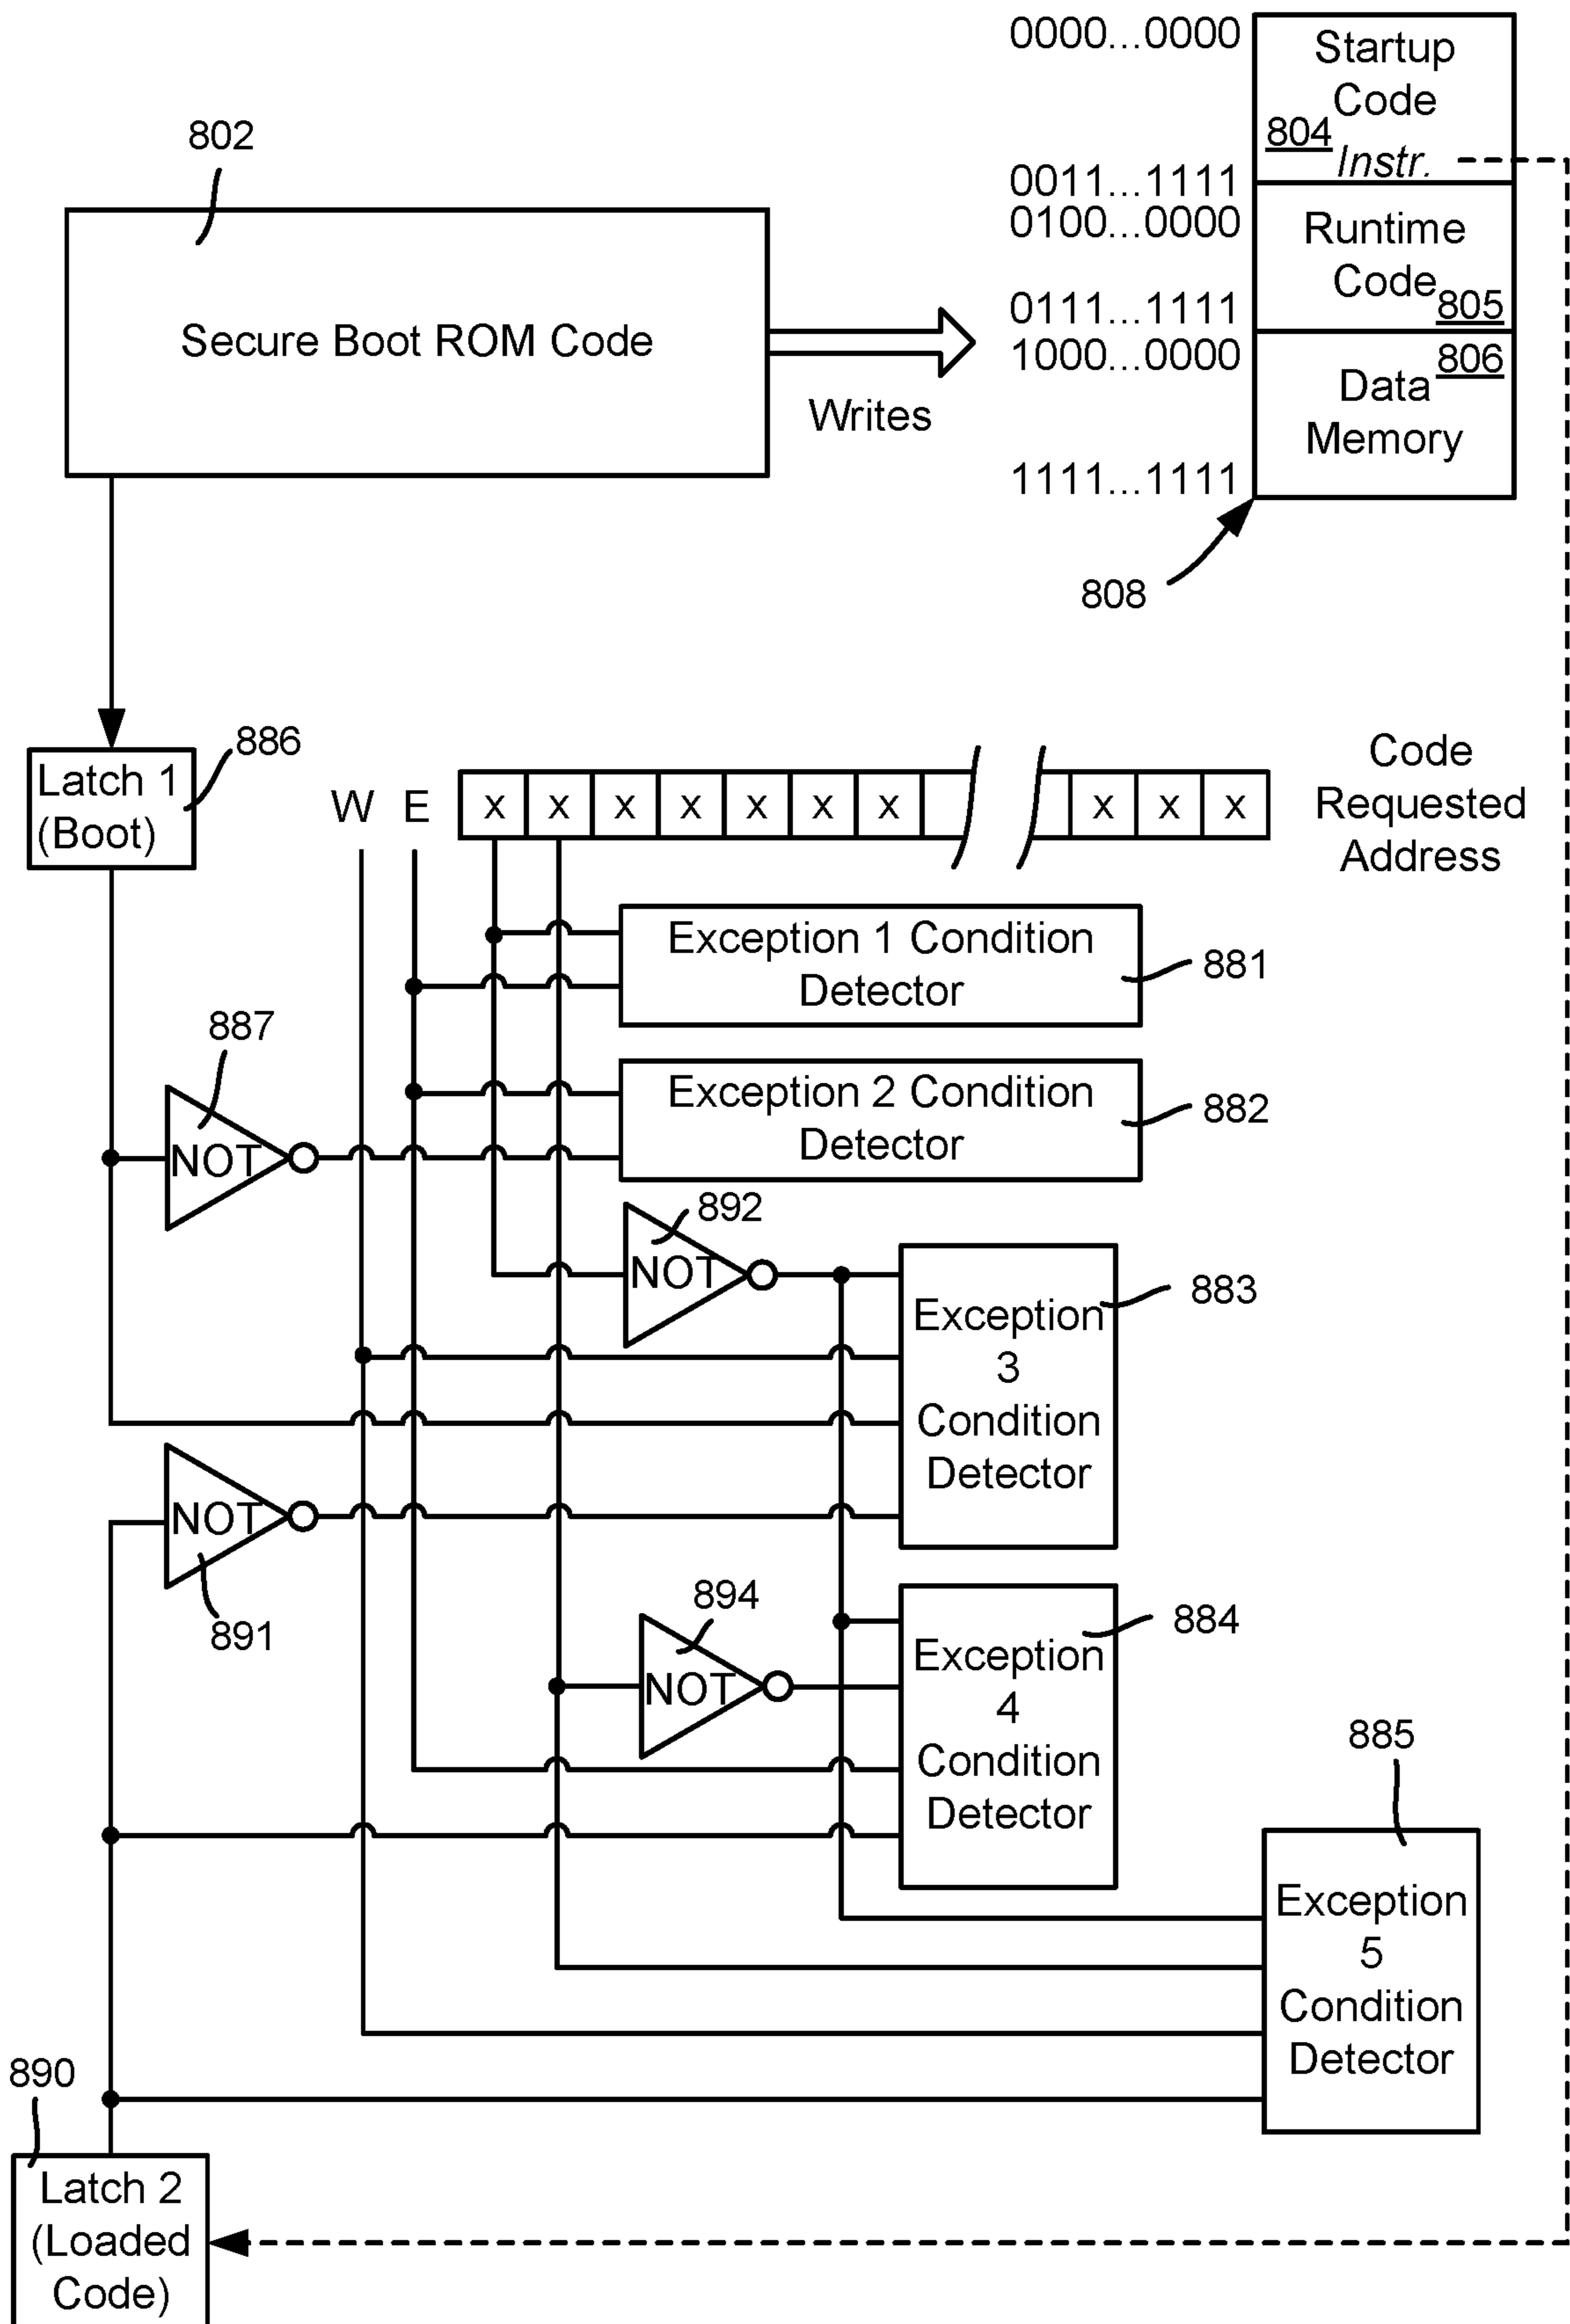 0000...0000
Startup
Code
804
Instr.
0011...1111
0100...0000
Runtime
Code
805
0111...1111
1000...0000
806
Data
Memory
1111...1111
808
802
Secure Boot ROM Code
Writes
886
Latch 1
(Boot)
W E x x x x x x x x x x
Code
Requested
Address
Exception 1 Condition
Detector
881
887
NOT
Exception 2 Condition
Detector
882
892
NOT
Exception
3
Condition
Detector
883
NOT
891
894
NOT
Exception
4
Condition
Detector
884
885
Exception
5
Condition
Detector
890
Latch 2
(Loaded
Code)